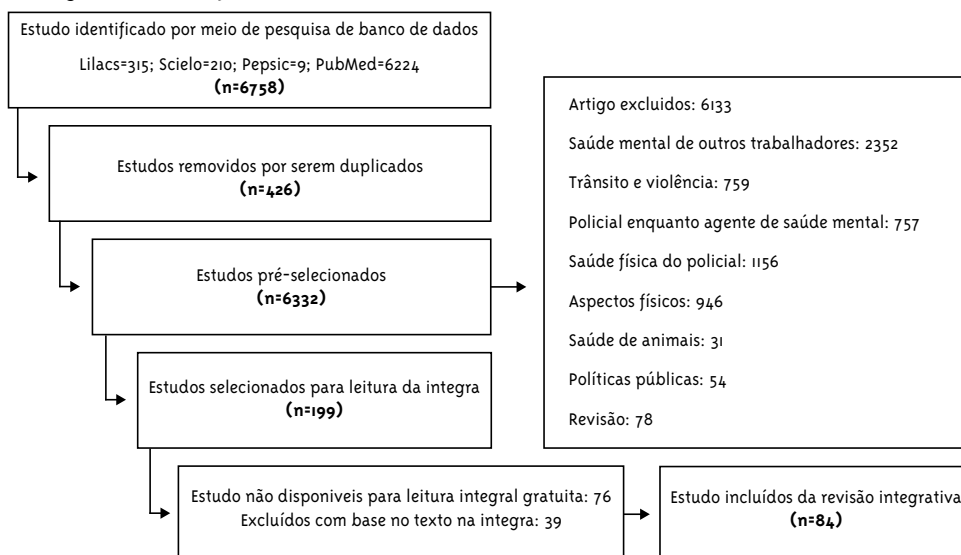 Estudo identificado por meio de pesquisa de banco de dados
Lilacs=315; Scielo=210; Pepsic=9; PubMed=6224
(n=6758)
Estudos removidos por serem duplicados
(n=426)
Estudos pré-selecionados
(n=6332)
Artigo excluidos: 6133
Saúde mental de outros trabalhadores: 2352
Trânsito e violência: 759
Policial enquanto agente de saúde mental: 757
Saúde física do policial: 1156
Aspectos físicos: 946
Saúde de animais: 31
Políticas públicas: 54
Revisão: 78
Estudos selecionados para leitura da integra
(n=199)
Estudo não disponiveis para leitura integral gratuita: 76
Excluídos com base no texto na integra: 39
Estudo incluídos da revisão integrativa
(n=84)